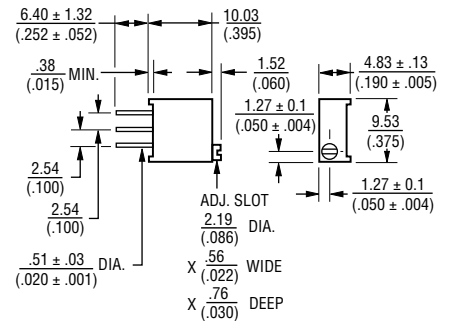 6.40 ± 1.32
(.252 ± .052)
10.03
(.395)
.38
(.015)
MIN.
1.52
(.060)
4.83 ± .13
(.190 ± .005)
1.27 ± 0.1
(.050 ± .004)
9.53
(.375)
2.54
(.100)
2.54
(.100)
1.27 ± 0.1
(.050 ± .004)
.51 ± .03
(.020 ± .001)
DIA.
ADJ. SLOT
2.19
(.086)
DIA.
X .56
(.022)
WIDE
X .76
(.030)
DEEP